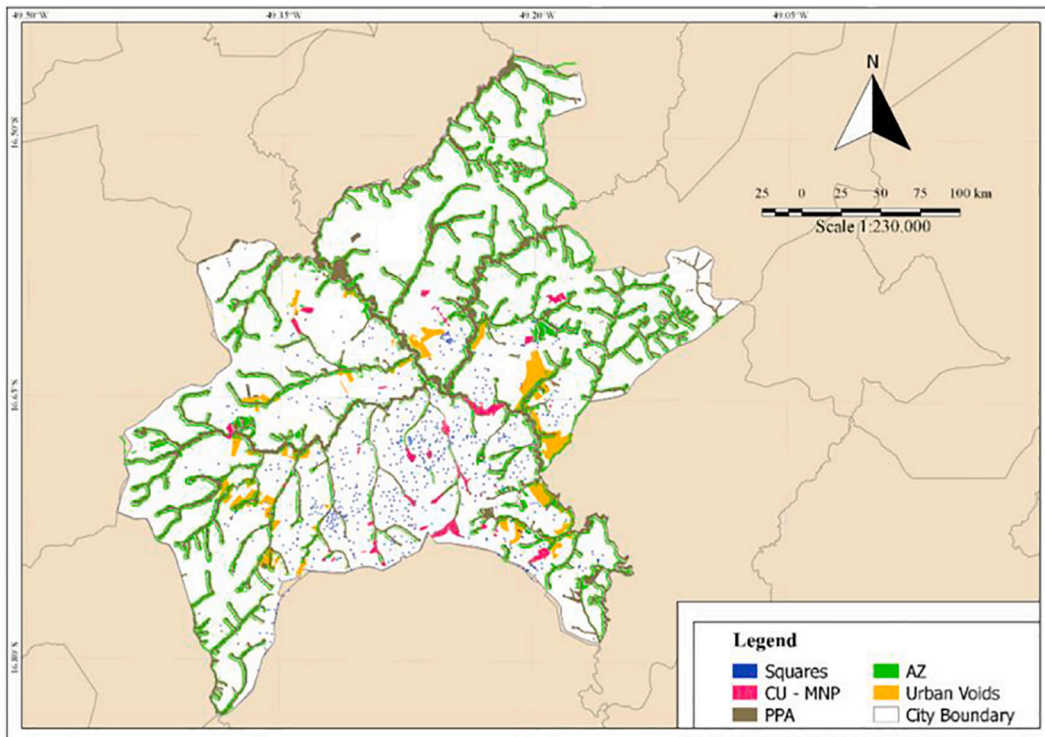 49.50°W 49.35°W 49.20°W 49.05°W
16.50°S
16.65°S
16.80°S
N
25 0 25 50 75 100 km
Scale 1:230.000
Legend
Squares AZ
CU - MNP Urban Voids
PPA City Boundary